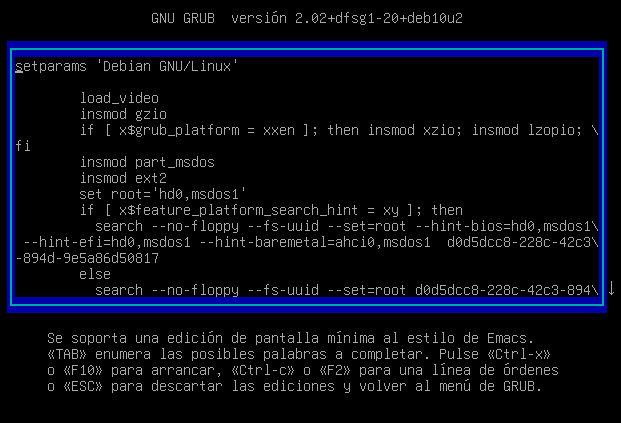 GNU GRUB  versión 2.02+dfsg1-20+deb10u2
setparams 'Debian GNU/Linux'
load_video
insmod gzio
if [ x$grub_platform = xxen ]; then insmod xzio; insmod lzopio; \
fi
insmod part_msdos
insmod ext2
set root='hd0,msdos1'
if [ x$feature_platform_search_hint = xy ]; then
search --no-floppy --fs-uuid --set=root --hint-bios=hd0,msdos1\
--hint-efi=hd0,msdos1 --hint-baremetal=ahci0,msdos1  d0d5dcc8-228c-42c3\
-894d-9e5a86d50817
else
search --no-floppy --fs-uuid --set=root d0d5dcc8-228c-42c3-894\
Se soporta una edición de pantalla mínima al estilo de Emacs.
«TAB» enumera las posibles palabras a completar. Pulse «Ctrl-x»
o «F10» para arrancar, «Ctrl-c» o «F2» para una línea de órdenes
o «ESC» para descartar las ediciones y volver al menú de GRUB.